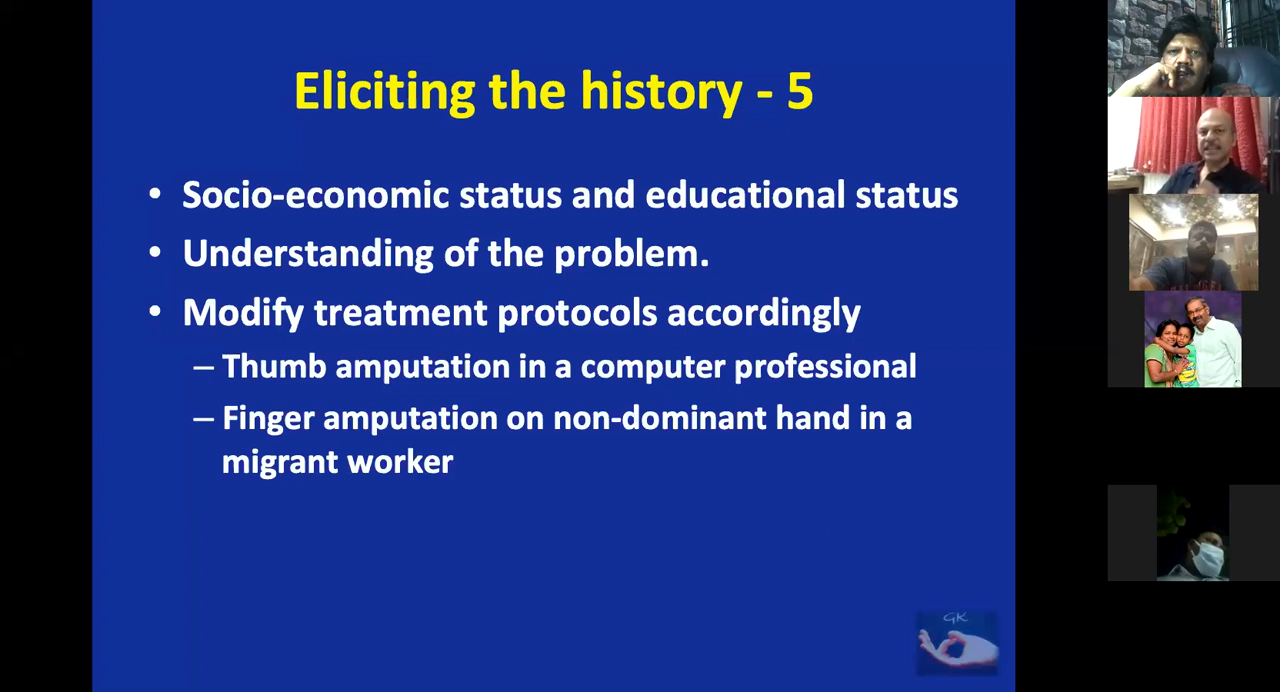 Eliciting the history - 5
• Socio-economic status and educational status
• Understanding of the problem.
• Modify treatment protocols accordingly
– Thumb amputation in a computer professional
– Finger amputation on non-dominant hand in a
migrant worker
GK